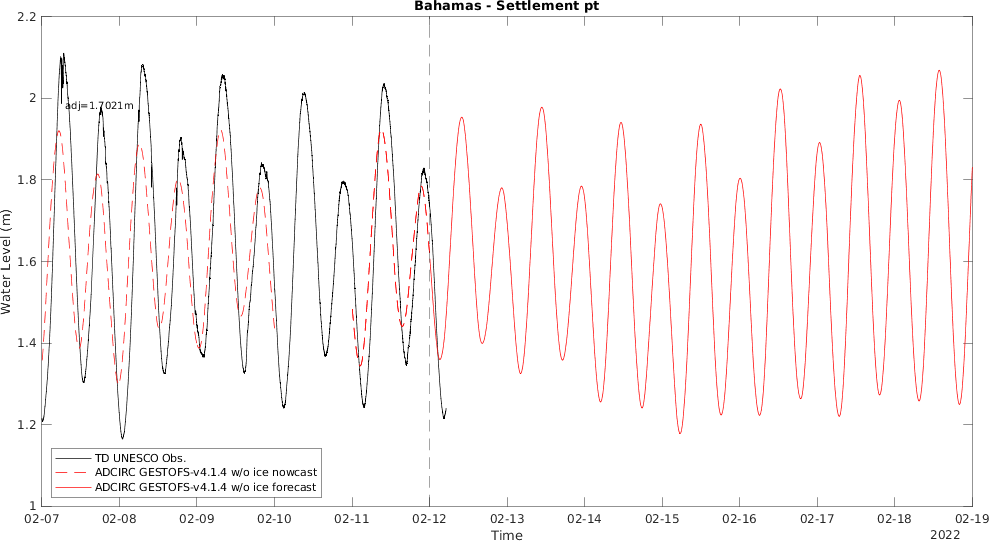 Bahamas - Settlement pt
2.2
2
1.8
1.6
1.4
1.2
1
Water Level (m)
adj=1.7021m
TD UNESCO Obs.
ADCIRC GESTOFS-v4.1.4 w/o ice nowcast
ADCIRC GESTOFS-v4.1.4 w/o ice forecast
02-07 02-08 02-09 02-10 02-11 02-12 02-13 02-14 02-15 02-16 02-17 02-18 02-19
Time
2022